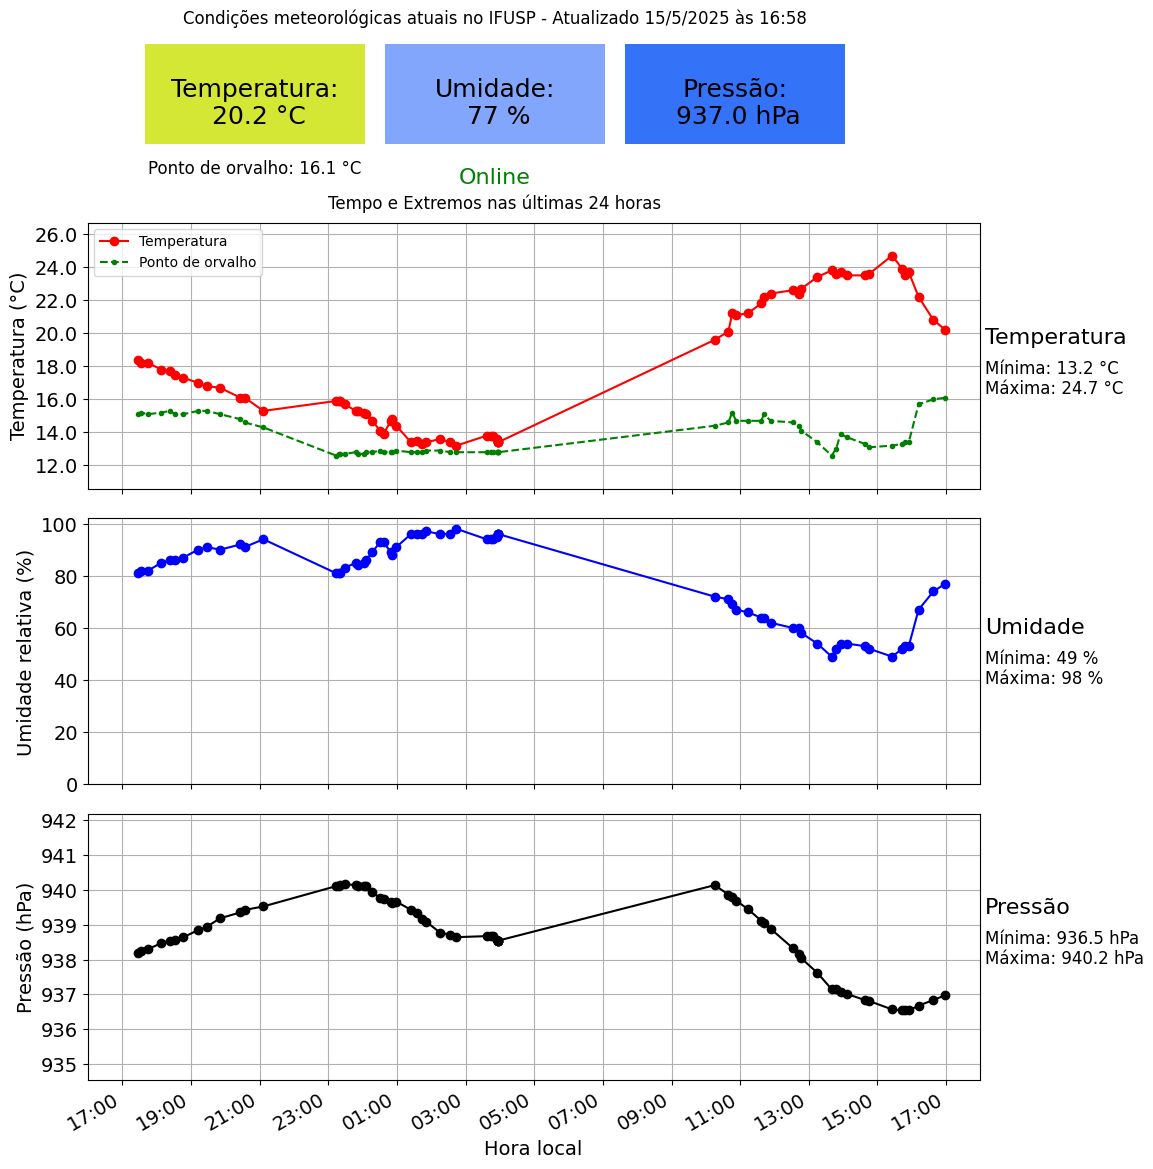 Condições meteorológicas atuais no IFUSP - Atualizado 15/5/2025 às 16:58
Temperatura:
20.2 °C
Umidade:
77 %
Pressão:
937.0 hPa
Ponto de orvalho: 16.1 °C
Online
Tempo e Extremos nas últimas 24 horas
Temperatura (°C)
26.0
24.0
22.0
20.0
18.0
16.0
14.0
12.0
Temperatura
Ponto de orvalho
Temperatura
Mínima: 13.2 °C
Máxima: 24.7 °C
Umidade relativa (%)
100
80
60
40
20
0
Umidade
Mínima: 49 %
Máxima: 98 %
Pressão (hPa)
942
941
940
939
938
937
936
935
Pressão
Mínima: 936.5 hPa
Máxima: 940.2 hPa
17:00 19:00 21:00 23:00 01:00 03:00 05:00 07:00 09:00 11:00 13:00 15:00 17:00
Hora local